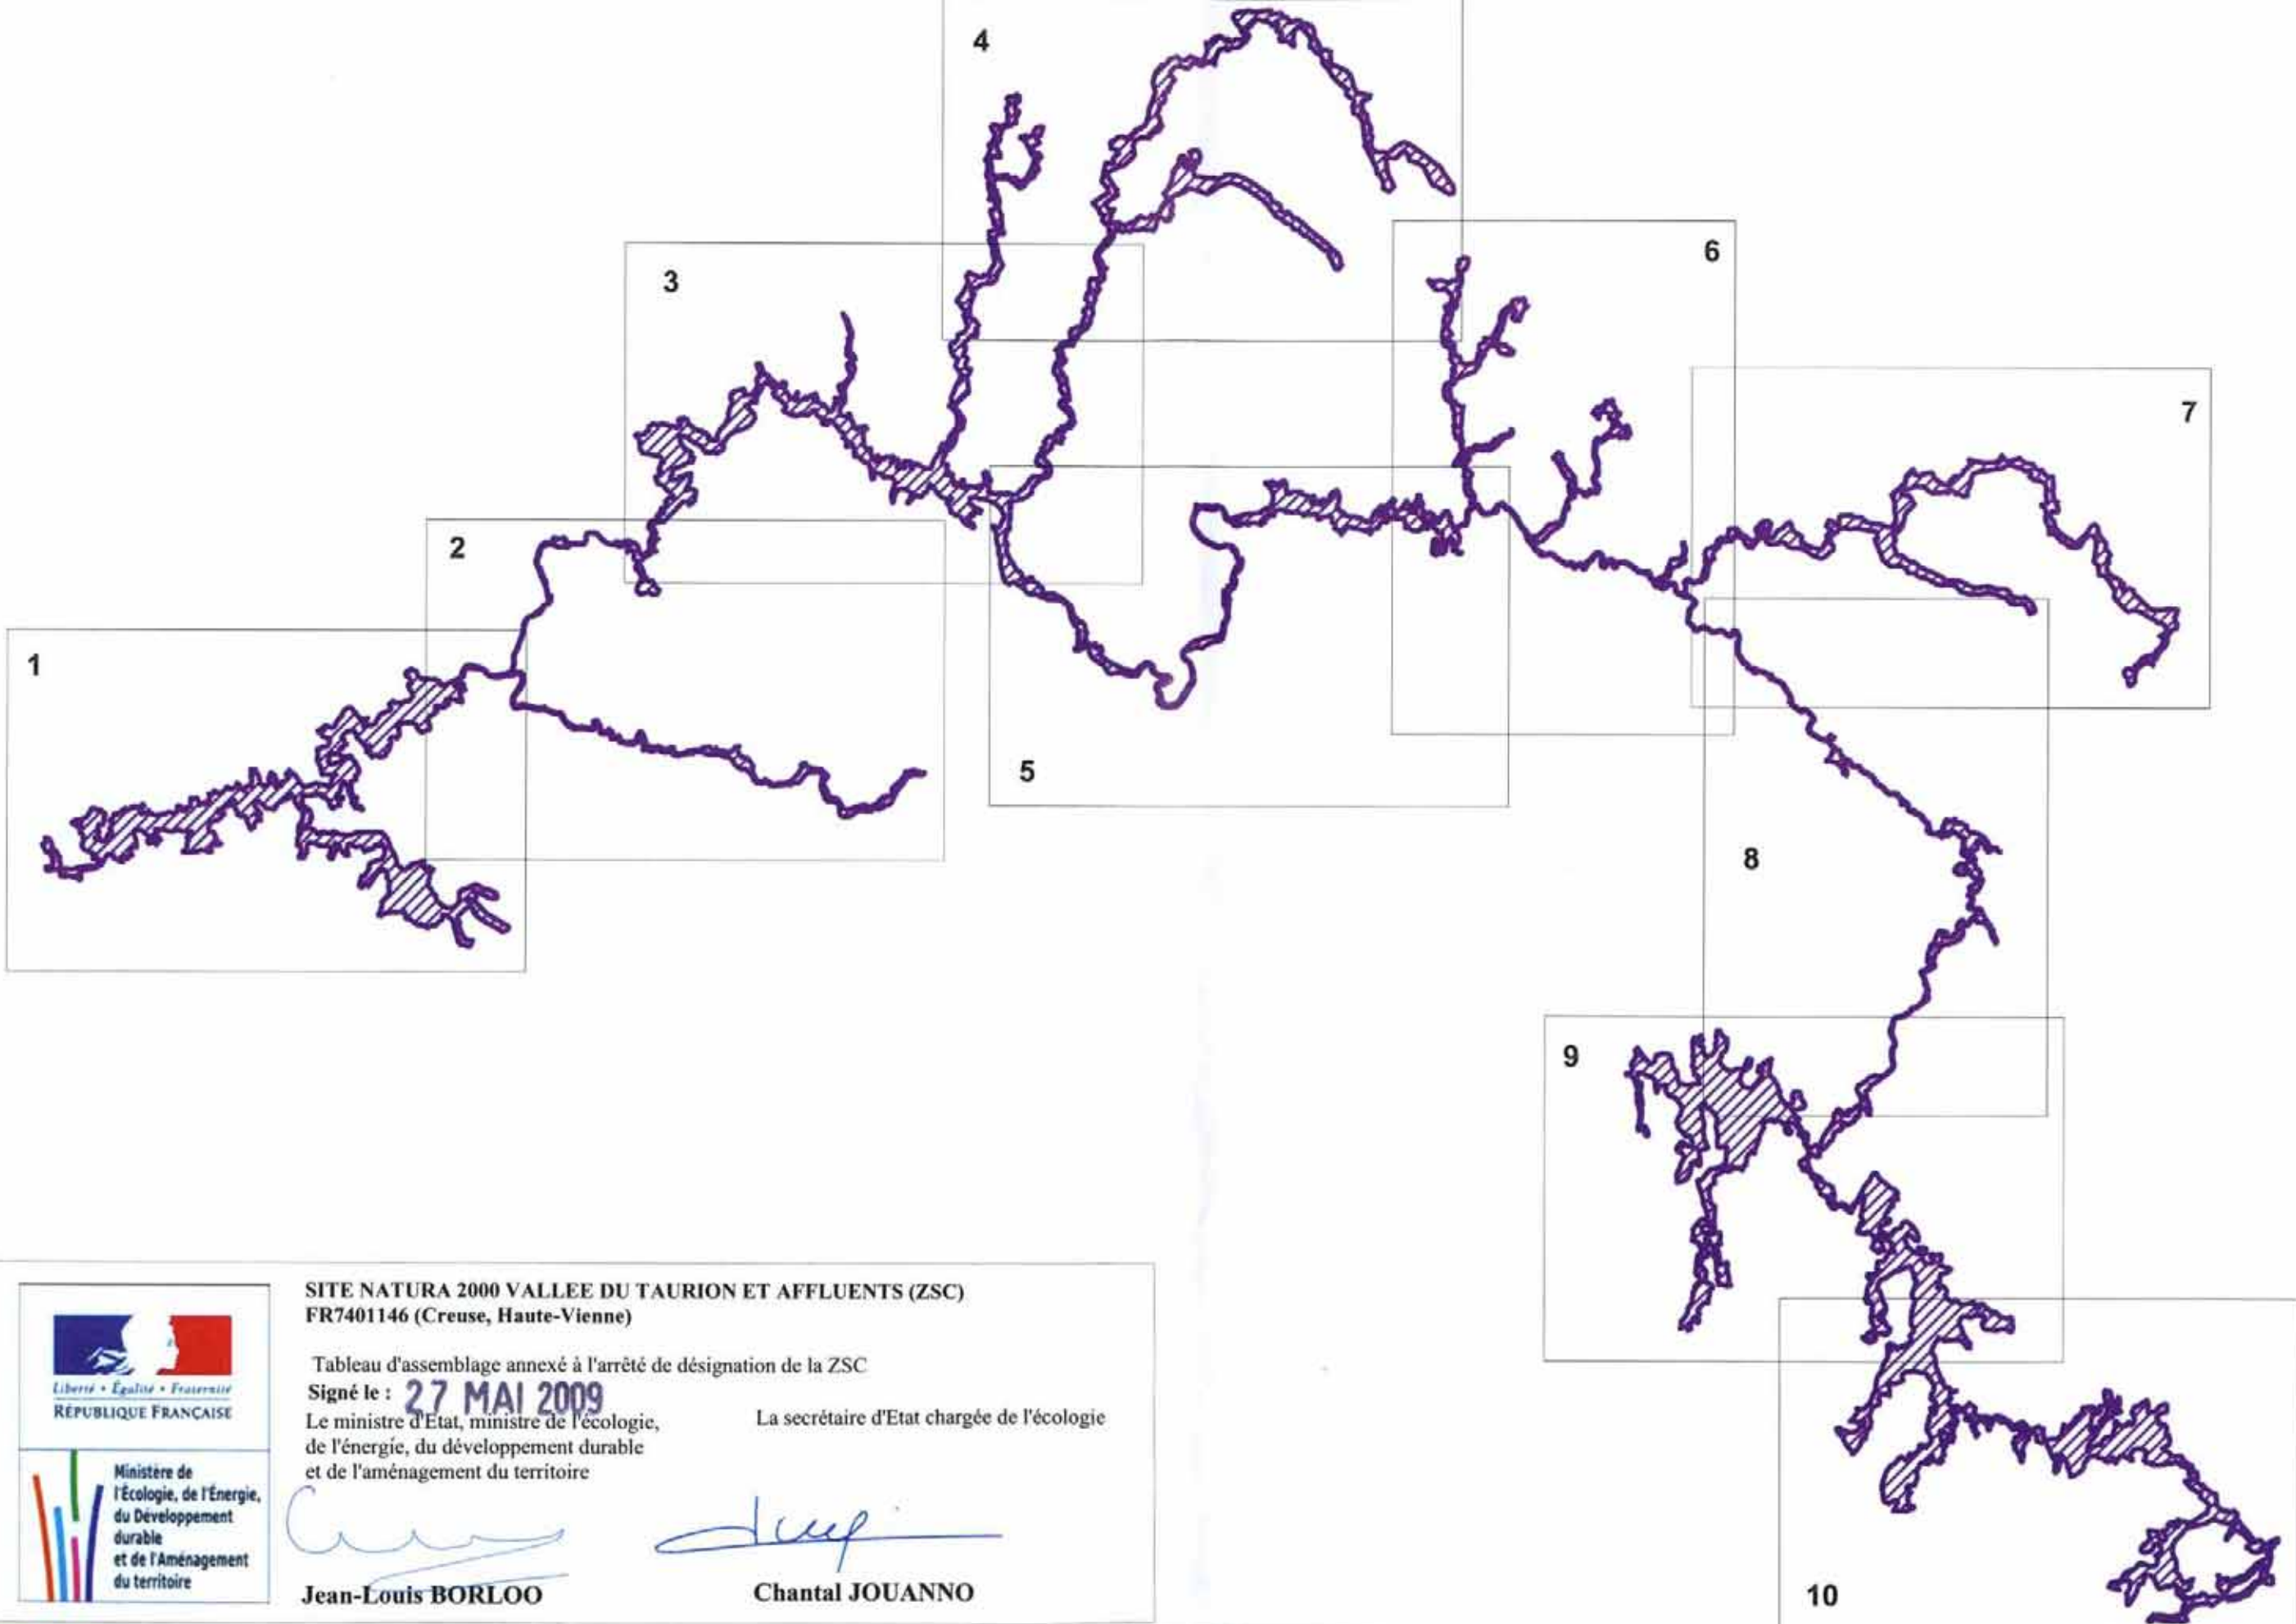 4
6
3
7
2
1
5
8
9
10
Liberté • Égalité • Fraternité
RÉPUBLIQUE FRANÇAISE
Ministère de
l'Écologie, de l'Énergie,
du Développement
durable
et de l'Aménagement
du territoire
SITE NATURA 2000 VALLEE DU TAURION ET AFFLUENTS (ZSC)
FR7401146 (Creuse, Haute-Vienne)
Tableau d'assemblage annexé à l'arrêté de désignation de la ZSC
Signé le : 27 MAI 2009
Le ministre d'Etat, ministre de l'écologie,
de l'énergie, du développement durable
et de l'aménagement du territoire
La secrétaire d'Etat chargée de l'écologie
Jean-Louis BORLOO
Chantal JOUANNO